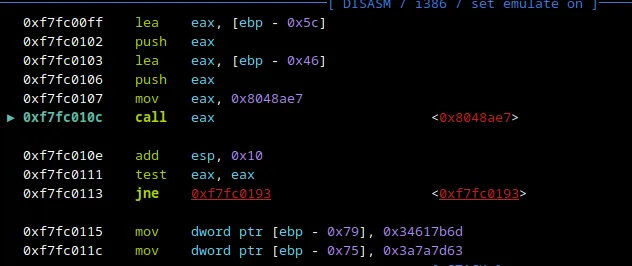 [ DISASM / i386 / set emulate on ]
0xf7fc00ff lea eax, [ebp - 0x5c]
0xf7fc0102 push eax
0xf7fc0103 lea eax, [ebp - 0x46]
0xf7fc0106 push eax
0xf7fc0107 mov eax, 0x8048ae7
► 0xf7fc010c call eax <0x8048ae7>
0xf7fc010e add esp, 0x10
0xf7fc0111 test eax, eax
0xf7fc0113 jne 0xf7fc0193 <0xf7fc0193>
0xf7fc0115 mov dword ptr [ebp - 0x79], 0x34617b6d
0xf7fc011c mov dword ptr [ebp - 0x75], 0x3a7a7d63